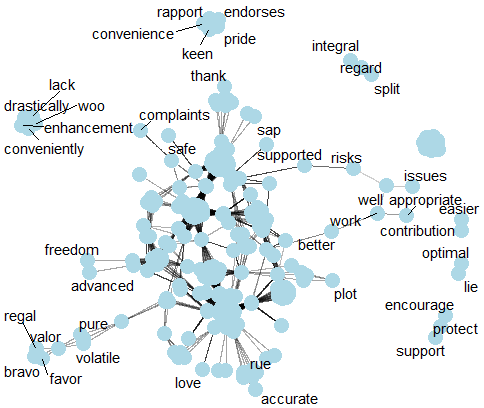 rapport endorses
convenience
pride
keen
integral
regard
thank
split
lack
drastically woo
complaints
enhancement
sap
conveniently
safe
supported risks
issues
well appropriate
easier
work
contribution
freedom
better
optimal
advanced
lie
plot
encourage
regal
pure
protect
valor
volatile
support
bravo
favor
rue
love
accurate